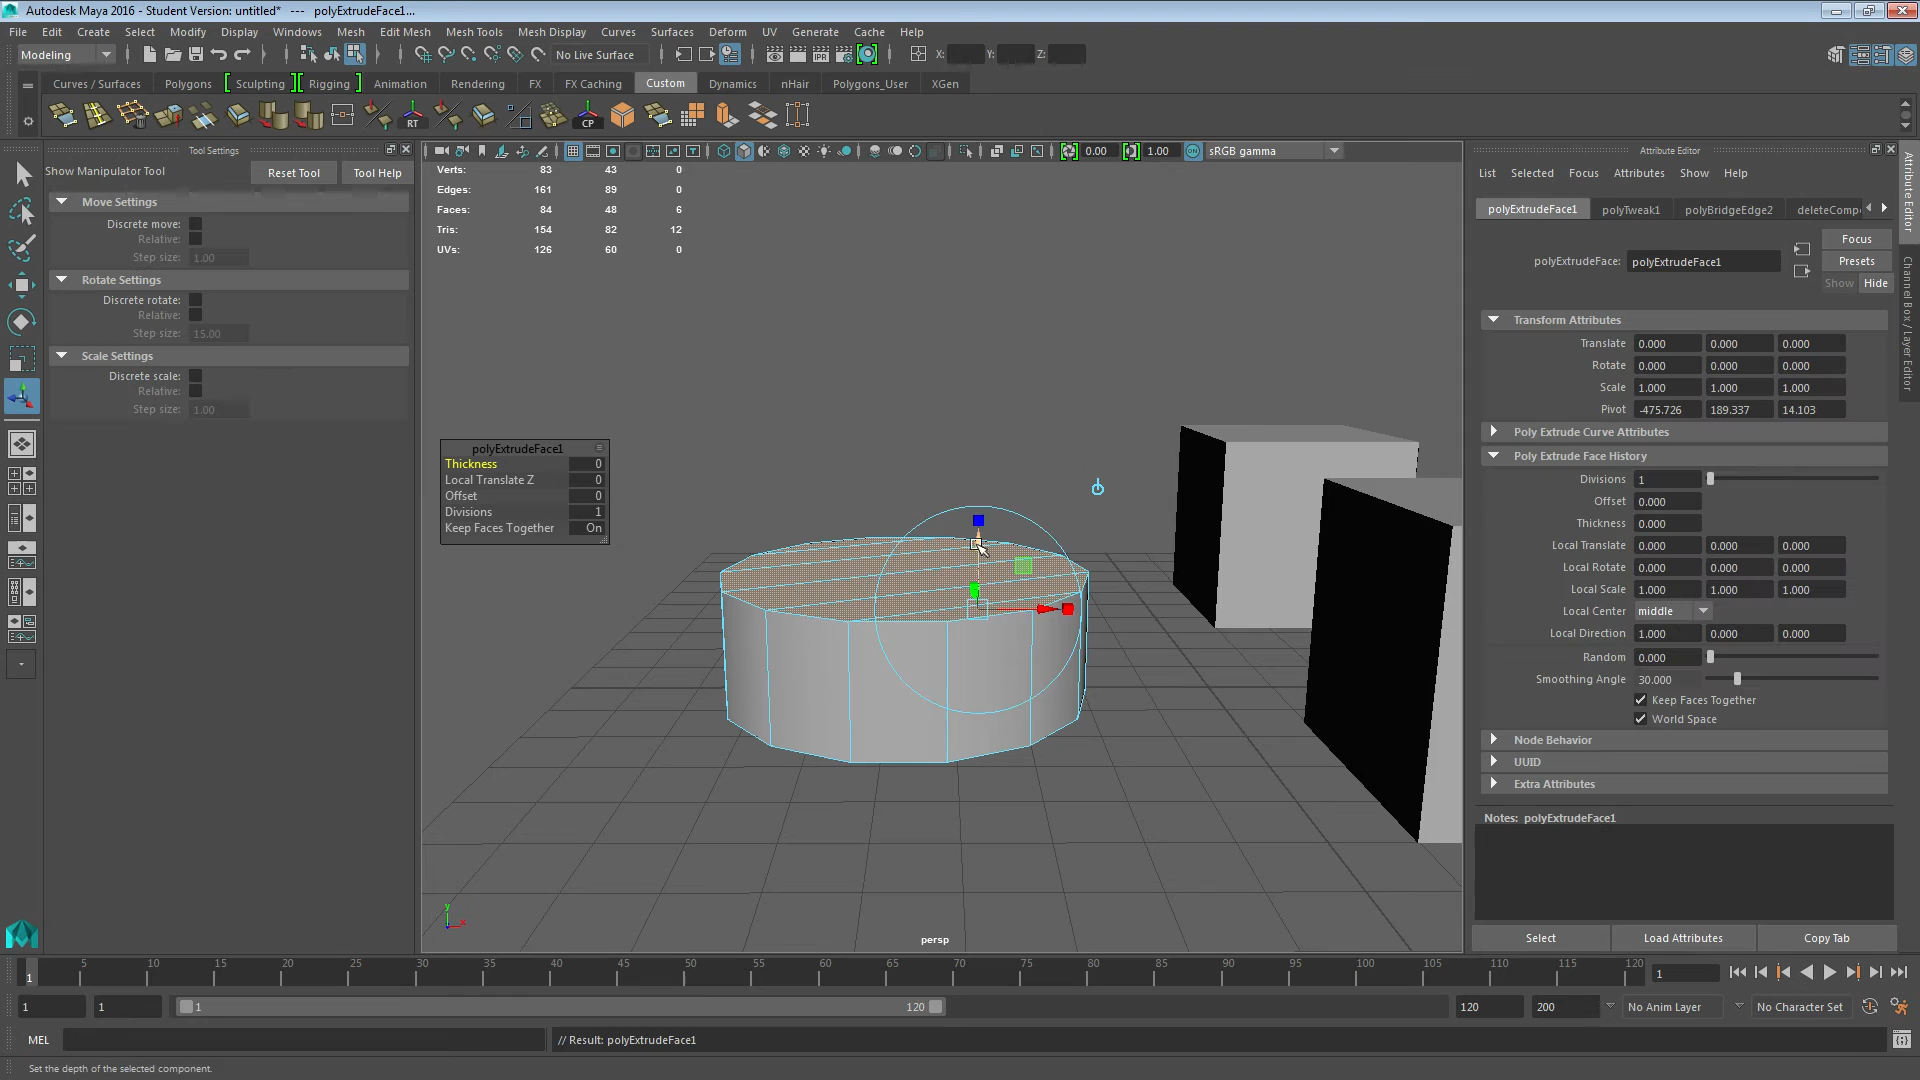 Autodesk Maya 2016 - Student Version: untitled*   ---   polyExtrudeFace1...
File Edit Create Select Modify Display Windows Mesh Edit Mesh Mesh Tools Mesh Display Curves Surfaces Deform UV Generate Cache Help
Modeling No Live Surface X: Y: Z:
Curves / Surfaces Polygons Sculpting Rigging Animation Rendering FX FX Caching Custom Dynamics nHair Polygons_User XGen
RT CP
Tool Settings
Show Manipulator Tool Reset Tool Tool Help
Move Settings
Discrete move:
Relative:
Step size: 1.00
Rotate Settings
Discrete rotate:
Relative:
Step size: 15.00
Scale Settings
Discrete scale:
Relative:
Step size: 1.00
0.00 1.00 ON sRGB gamma
Verts: 83 43 0
Edges: 161 89 0
Faces: 84 48 6
Tris: 154 82 12
UVs: 126 60 0
polyExtrudeFace1
Thickness 0
Local Translate Z 0
Offset 0
Divisions 1
Keep Faces Together On
y
x
persp
Attribute Editor
List Selected Focus Attributes Show Help
polyExtrudeFace1 polyTweak1 polyBridgeEdge2 deleteComp
polyExtrudeFace: polyExtrudeFace1
Focus
Presets
Show Hide
Transform Attributes
Translate 0.000 0.000 0.000
Rotate 0.000 0.000 0.000
Scale 1.000 1.000 1.000
Pivot -475.726 189.337 14.103
Poly Extrude Curve Attributes
Poly Extrude Face History
Divisions 1
Offset 0.000
Thickness 0.000
Local Translate 0.000 0.000 0.000
Local Rotate 0.000 0.000 0.000
Local Scale 1.000 1.000 1.000
Local Center middle
Local Direction 1.000 0.000 0.000
Random 0.000
Smoothing Angle 30.000
Keep Faces Together
World Space
Node Behavior
UUID
Extra Attributes
Notes: polyExtrudeFace1
Select Load Attributes Copy Tab
Attribute Editor
Channel Box / Layer Editor
1 5 10 15 20 25 30 35 40 45 50 55 60 65 70 75 80 85 90 95 100 105 110 115 120 1
1 1 1 120 120 200 No Anim Layer No Character Set
MEL // Result: polyExtrudeFace1
Set the depth of the selected component.